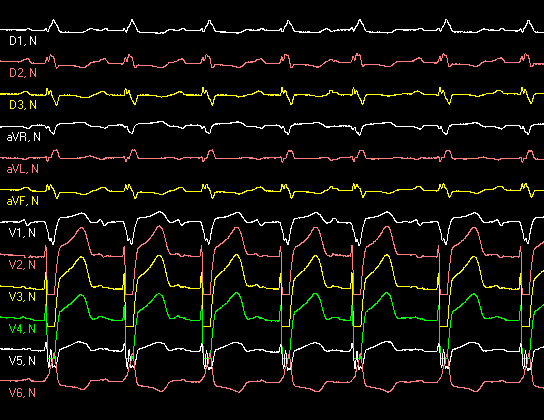 D1, N
D2, N
D3, N
aVR, N
aVL, N
aVF, N
V1, N
V2, N
V3, N
V4, N
V5, N
V6, N